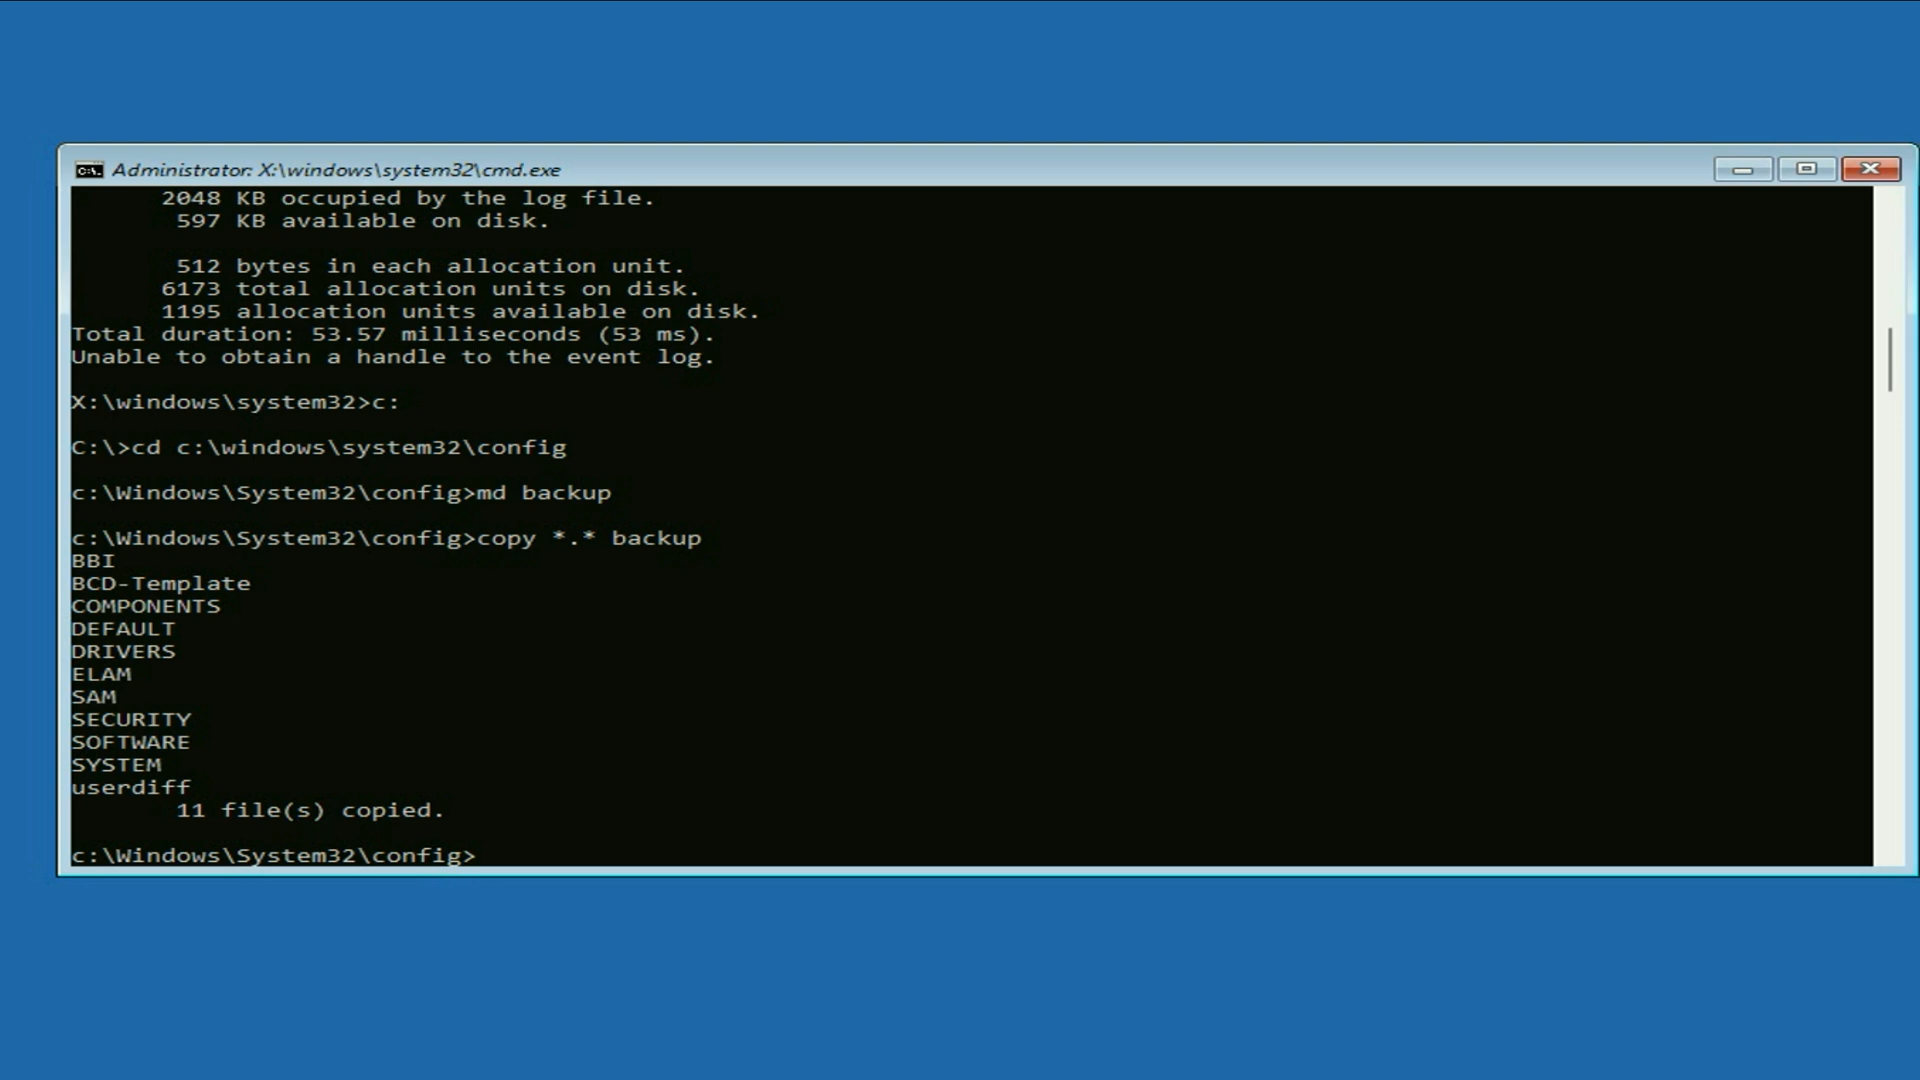 Administrator: X:\windows\system32\cmd.exe
2048 KB occupied by the log file.
597 KB available on disk.
512 bytes in each allocation unit.
6173 total allocation units on disk.
1195 allocation units available on disk.
Total duration: 53.57 milliseconds (53 ms).
Unable to obtain a handle to the event log.
X:\windows\system32>c:
C:\>cd c:\windows\system32\config
c:\Windows\System32\config>md backup
c:\Windows\System32\config>copy *.* backup
BBI
BCD-Template
COMPONENTS
DEFAULT
DRIVERS
ELAM
SAM
SECURITY
SOFTWARE
SYSTEM
userdiff
11 file(s) copied.
c:\Windows\System32\config>